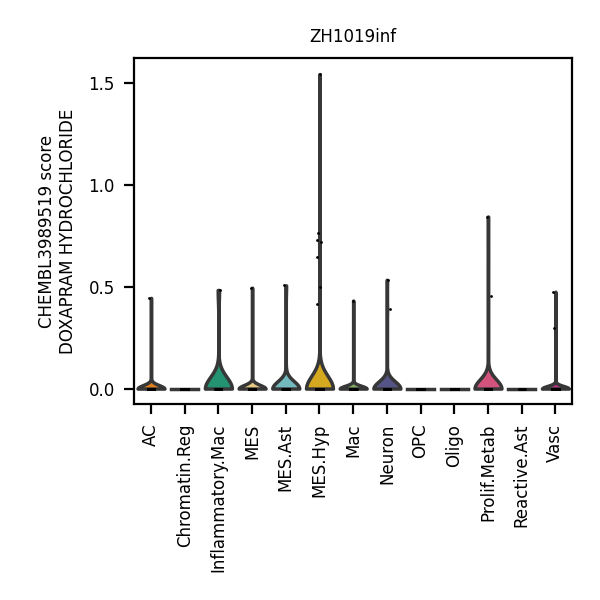 ZH1019inf
CHEMBL3989519 score
DOXAPRAM HYDROCHLORIDE
1.5
1.0
0.5
0.0
AC
Chromatin.Reg
Inflammatory.Mac
MES
MES.Ast
MES.Hyp
Mac
Neuron
OPC
Oligo
Prolif.Metab
Reactive.Ast
Vasc